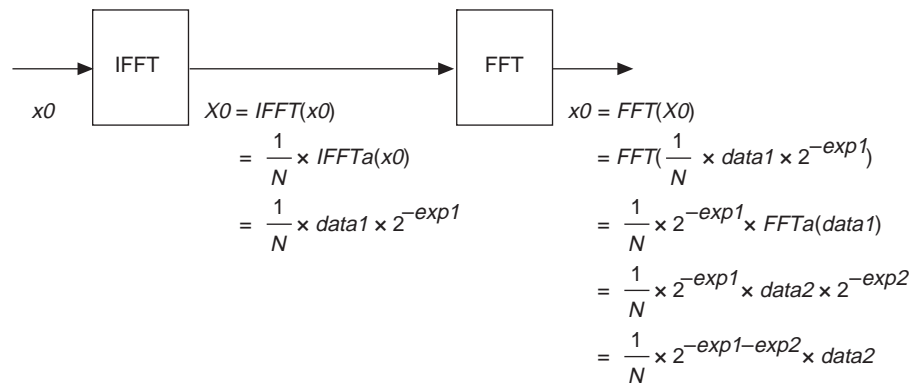 IFFT
FFT
x0
X0 = IFFT(x0)
= 1/N × IFFTa(x0)
= 1/N × data1 × 2^–exp1
x0 = FFT(X0)
= FFT(1/N × data1 × 2^–exp1)
= 1/N × 2^–exp1 × FFTa(data1)
= 1/N × 2^–exp1 × data2 × 2^–exp2
= 1/N × 2^–exp1–exp2 × data2